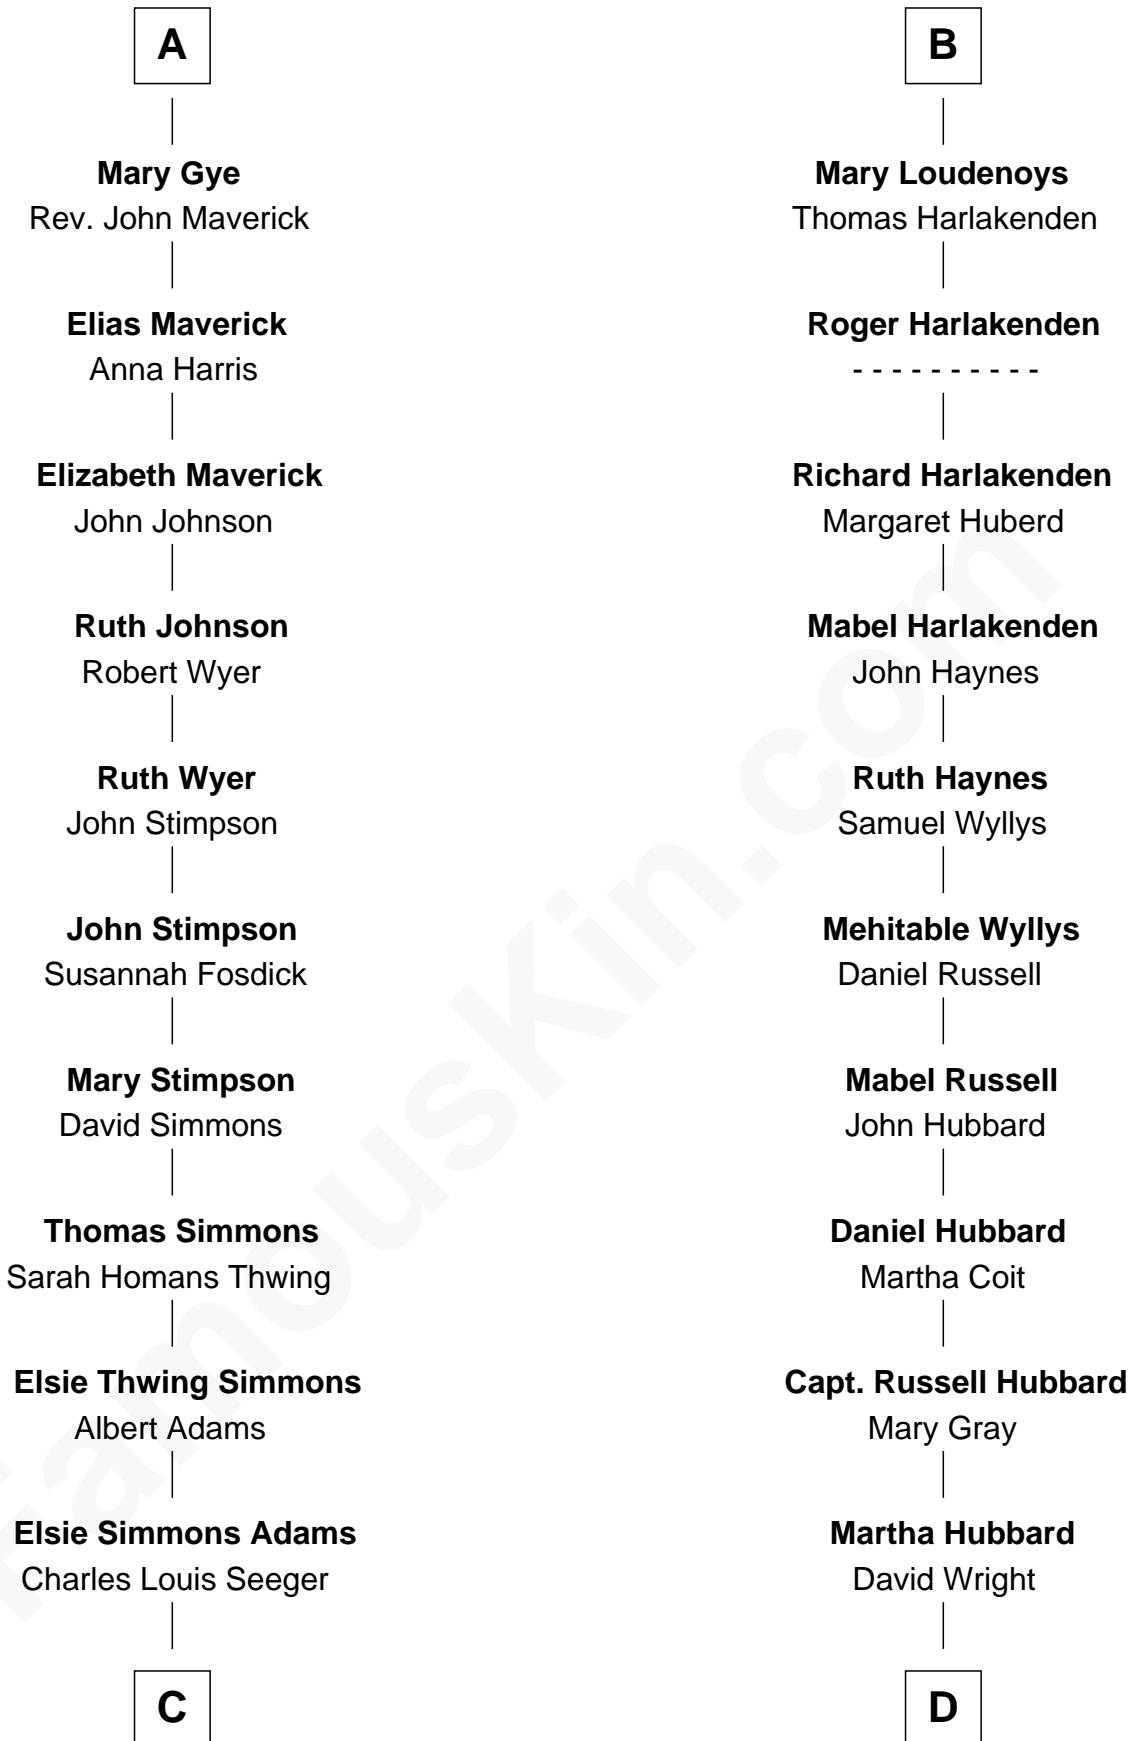 A
Mary Gye
Rev. John Maverick
Elias Maverick
Anna Harris
Elizabeth Maverick
John Johnson
Ruth Johnson
Robert Wyer
Ruth Wyer
John Stimpson
John Stimpson
Susannah Fosdick
Mary Stimpson
David Simmons
Thomas Simmons
Sarah Homans Thwing
Elsie Thwing Simmons
Albert Adams
Elsie Simmons Adams
Charles Louis Seeger
C
B
Mary Loudenoys
Thomas Harlakenden
Roger Harlakenden
- - - - - - - - - -
Richard Harlakenden
Margaret Huberd
Mabel Harlakenden
John Haynes
Ruth Haynes
Samuel Wyllys
Mehitable Wyllys
Daniel Russell
Mabel Russell
John Hubbard
Daniel Hubbard
Martha Coit
Capt. Russell Hubbard
Mary Gray
Martha Hubbard
David Wright
D
FamousKin.com